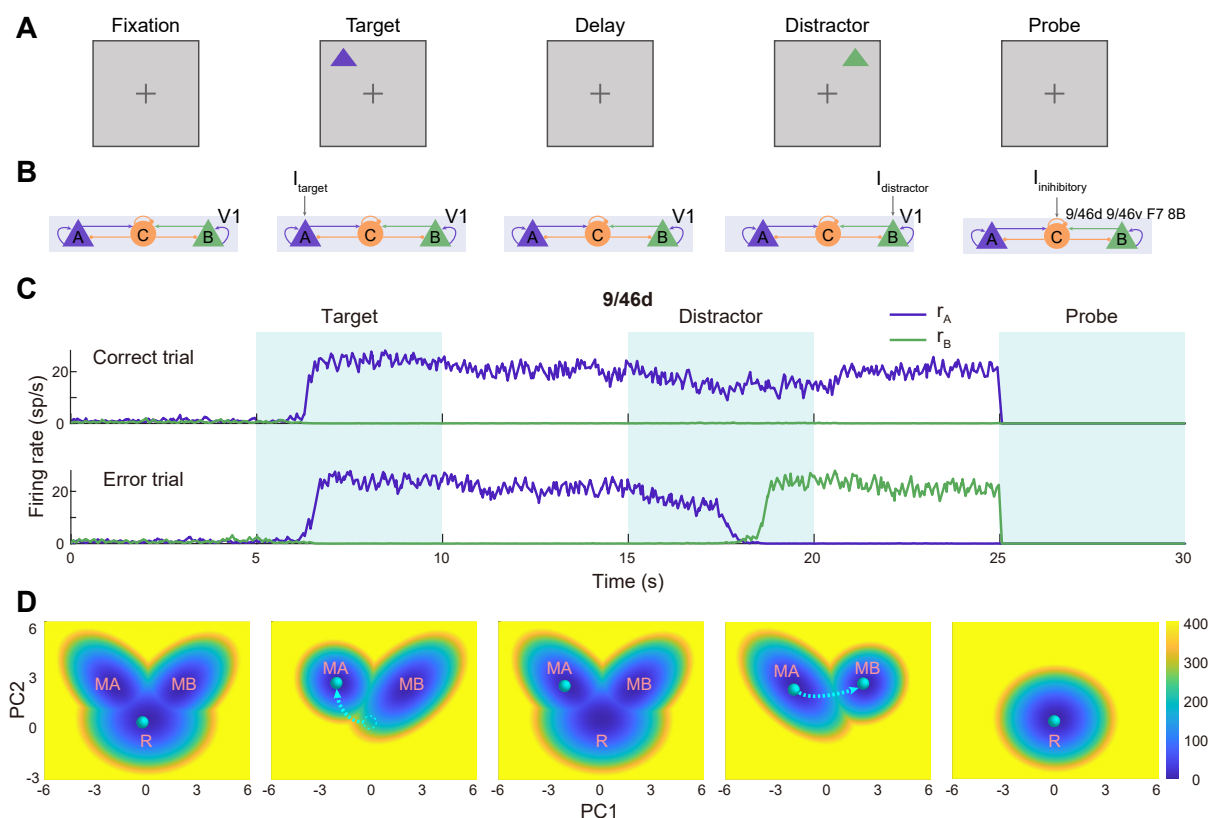 A
Fixation Target Delay Distractor Probe
B
I_target I_distractor I_inihibitory
A C B V1
A C B V1
A C B V1
A C B V1
A C B 9/46d 9/46v F7 8B
C
9/46d
Target Distractor Probe
r_A
r_B
Correct trial
20
0
Error trial
20
0
Firing rate (sp/s)
0 5 10 15 20 25 30
Time (s)
D
6
3
0
-3
PC2
MA MB
R
MA MB
MA MB
R
MA MB
R
400
300
200
100
0
-6 -3 0 3 6
-6 -3 0 3 6
-6 -3 0 3 6
-6 -3 0 3 6
-6 -3 0 3 6
PC1